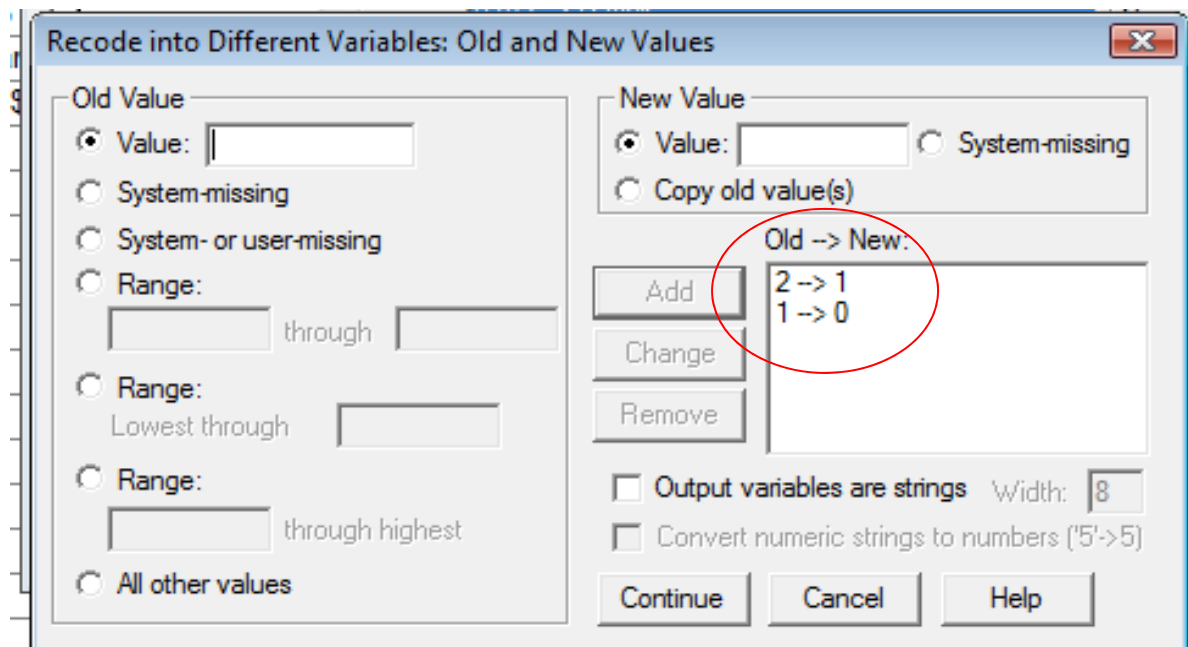 Recode into Different Variables: Old and New Values
Old Value
Value:
System-missing
System- or user-missing
Range:
through
Range:
Lowest through
Range:
through highest
All other values
New Value
Value:
System-missing
Copy old value(s)
Old --> New:
2 --> 1
1 --> 0
Add
Change
Remove
Output variables are strings Width: 8
Convert numeric strings to numbers ('5'->5)
Continue Cancel Help